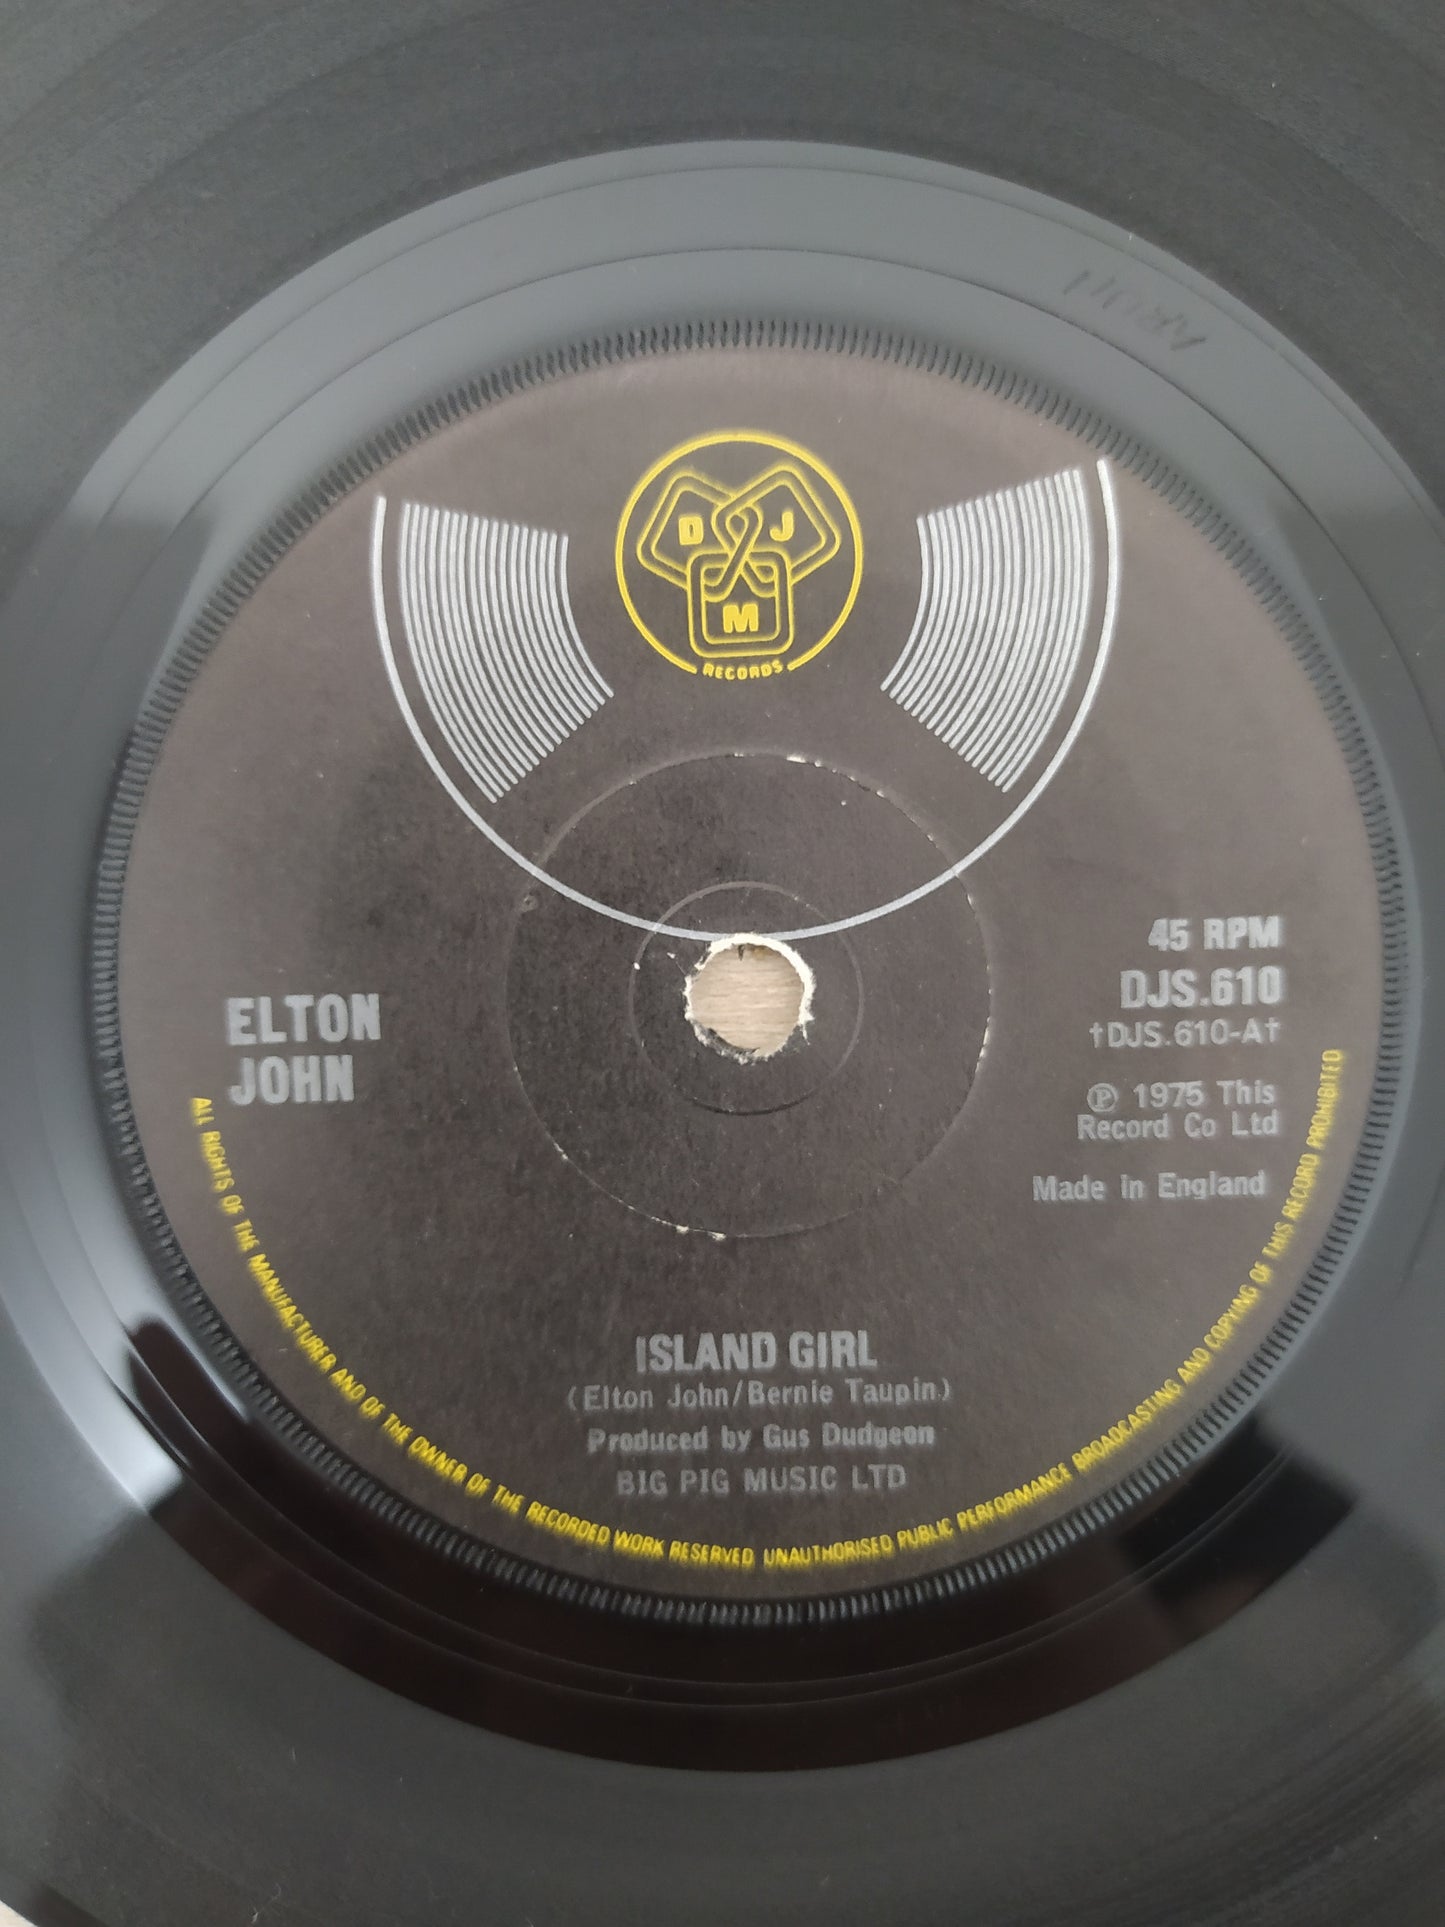 D J
M
RECORDS
45 RPM
DJS.610
†DJS.610-A†
ELTON
JOHN
℗ 1975 This
Record Co Ltd
Made in England
ISLAND GIRL
(Elton John/Bernie Taupin)
Produced by Gus Dudgeon
BIG PIG MUSIC LTD
ALL RIGHTS OF THE MANUFACTURER AND OF THE OWNER OF THE RECORDED WORK RESERVED UNAUTHORISED PUBLIC PERFORMANCE BROADCASTING AND COPYING OF THIS RECORD PROHIBITED